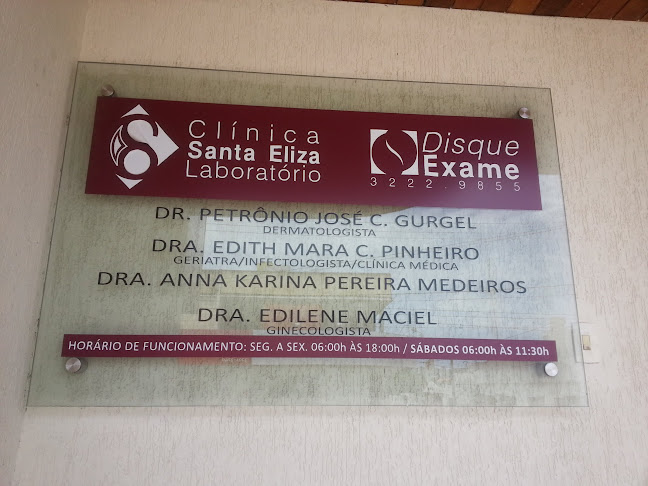 Clínica
Santa Eliza
Laboratório
Disque
Exame
3222.9855
DR. PETRÔNIO JOSÉ C. GURGEL
DERMATOLOGISTA
DRA. EDITH MARA C. PINHEIRO
GERIATRA/INFECTOLOGISTA/CLÍNICA MÉDICA
DRA. ANNA KARINA PEREIRA MEDEIROS
DRA. EDILENE MACIEL
GINECOLOGISTA
HORÁRIO DE FUNCIONAMENTO: SEG. A SEX. 06:00h ÀS 18:00h / SÁBADOS 06:00h ÀS 11:30h